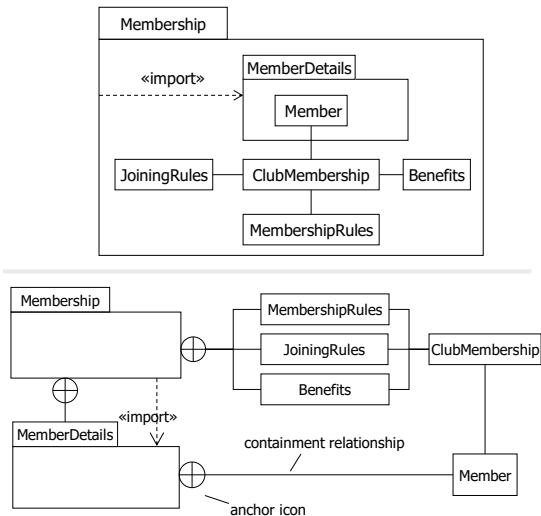 Membership
«import»
MemberDetails
Member
JoiningRules
ClubMembership
Benefits
MembershipRules
Membership
MembershipRules
JoiningRules
ClubMembership
Benefits
«import»
MemberDetails
containment relationship
Member
anchor icon